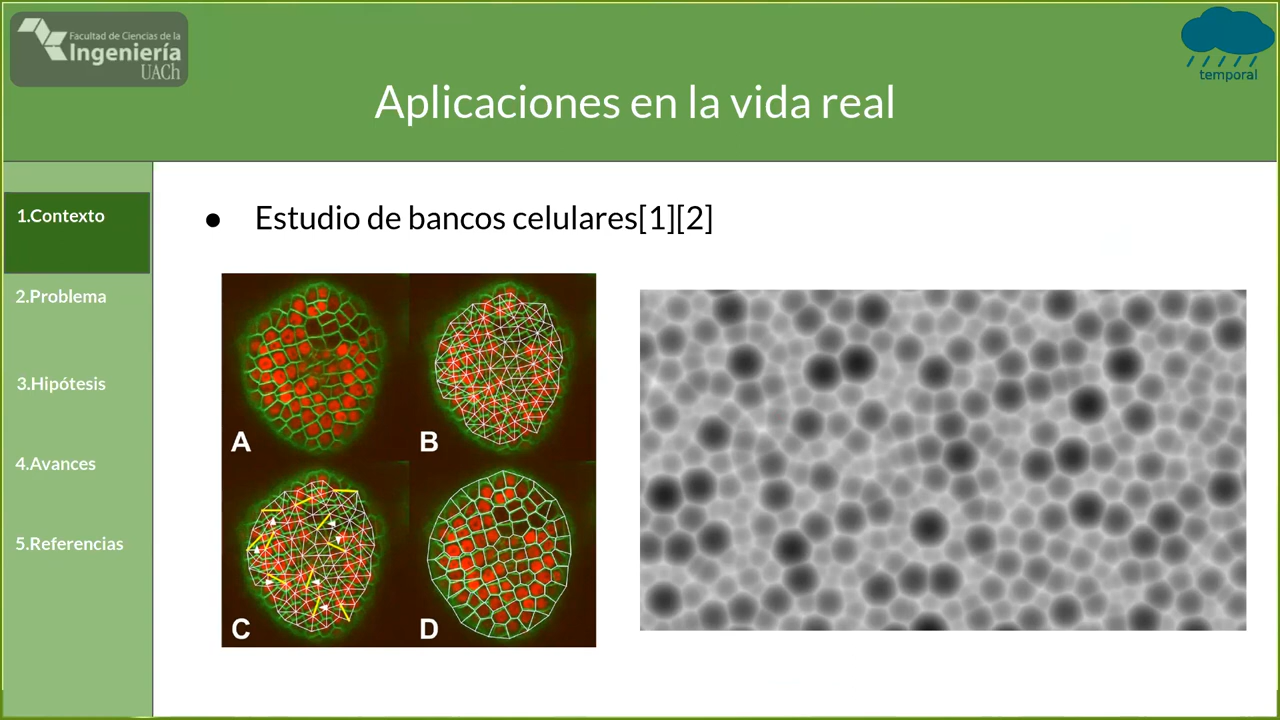 Facultad de Ciencias de la
Ingeniería
UACh
temporal
Aplicaciones en la vida real
1.Contexto
2.Problema
3.Hipótesis
4.Avances
5.Referencias
● Estudio de bancos celulares[1][2]
A
B
C
D